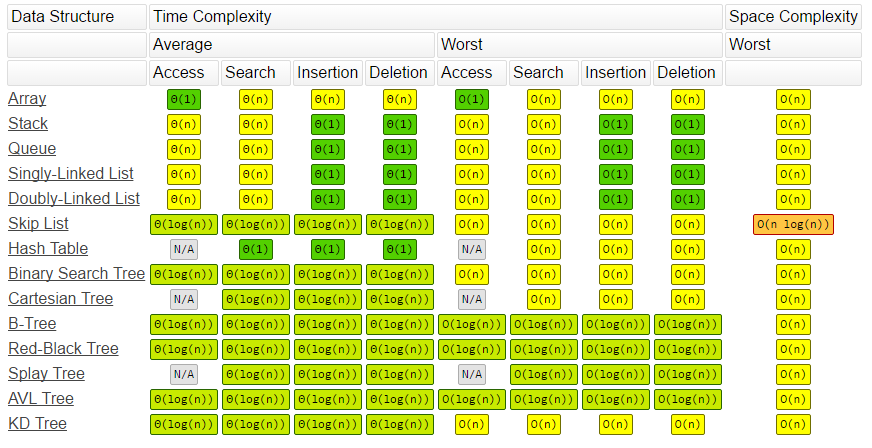 Data Structure Time Complexity Space Complexity
Average Worst Worst
Access Search Insertion Deletion Access Search Insertion Deletion
Array Θ(1) Θ(n) Θ(n) Θ(n) O(1) O(n) O(n) O(n) O(n)
Stack Θ(n) Θ(n) Θ(1) Θ(1) O(n) O(n) O(1) O(1) O(n)
Queue Θ(n) Θ(n) Θ(1) Θ(1) O(n) O(n) O(1) O(1) O(n)
Singly-Linked List Θ(n) Θ(n) Θ(1) Θ(1) O(n) O(n) O(1) O(1) O(n)
Doubly-Linked List Θ(n) Θ(n) Θ(1) Θ(1) O(n) O(n) O(1) O(1) O(n)
Skip List Θ(log(n)) Θ(log(n)) Θ(log(n)) Θ(log(n)) O(n) O(n) O(n) O(n) O(n log(n))
Hash Table N/A Θ(1) Θ(1) Θ(1) N/A O(n) O(n) O(n) O(n)
Binary Search Tree Θ(log(n)) Θ(log(n)) Θ(log(n)) Θ(log(n)) O(n) O(n) O(n) O(n) O(n)
Cartesian Tree N/A Θ(log(n)) Θ(log(n)) Θ(log(n)) N/A O(n) O(n) O(n) O(n)
B-Tree Θ(log(n)) Θ(log(n)) Θ(log(n)) Θ(log(n)) O(log(n)) O(log(n)) O(log(n)) O(log(n)) O(n)
Red-Black Tree Θ(log(n)) Θ(log(n)) Θ(log(n)) Θ(log(n)) O(log(n)) O(log(n)) O(log(n)) O(log(n)) O(n)
Splay Tree N/A Θ(log(n)) Θ(log(n)) Θ(log(n)) N/A O(log(n)) O(log(n)) O(log(n)) O(n)
AVL Tree Θ(log(n)) Θ(log(n)) Θ(log(n)) Θ(log(n)) O(log(n)) O(log(n)) O(log(n)) O(log(n)) O(n)
KD Tree Θ(log(n)) Θ(log(n)) Θ(log(n)) Θ(log(n)) O(n) O(n) O(n) O(n) O(n)